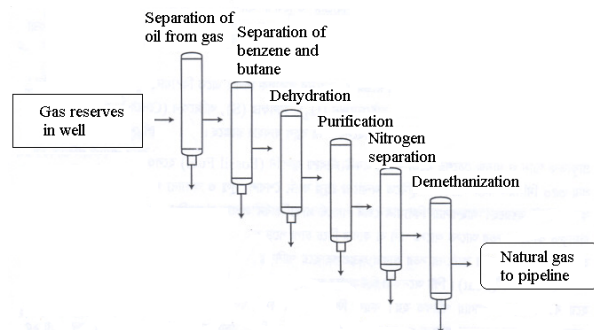 Separation of
oil from gas
Separation of
benzene and
butane
Dehydration
Purification
Nitrogen
separation
Demethanization
Gas reserves
in well
Natural gas
to pipeline